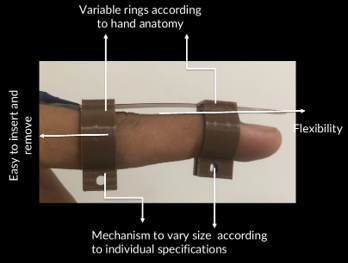 Variable rings according
to hand anatomy
Easy to insert and
remove
Flexibility
Mechanism to vary size according
to individual specifications